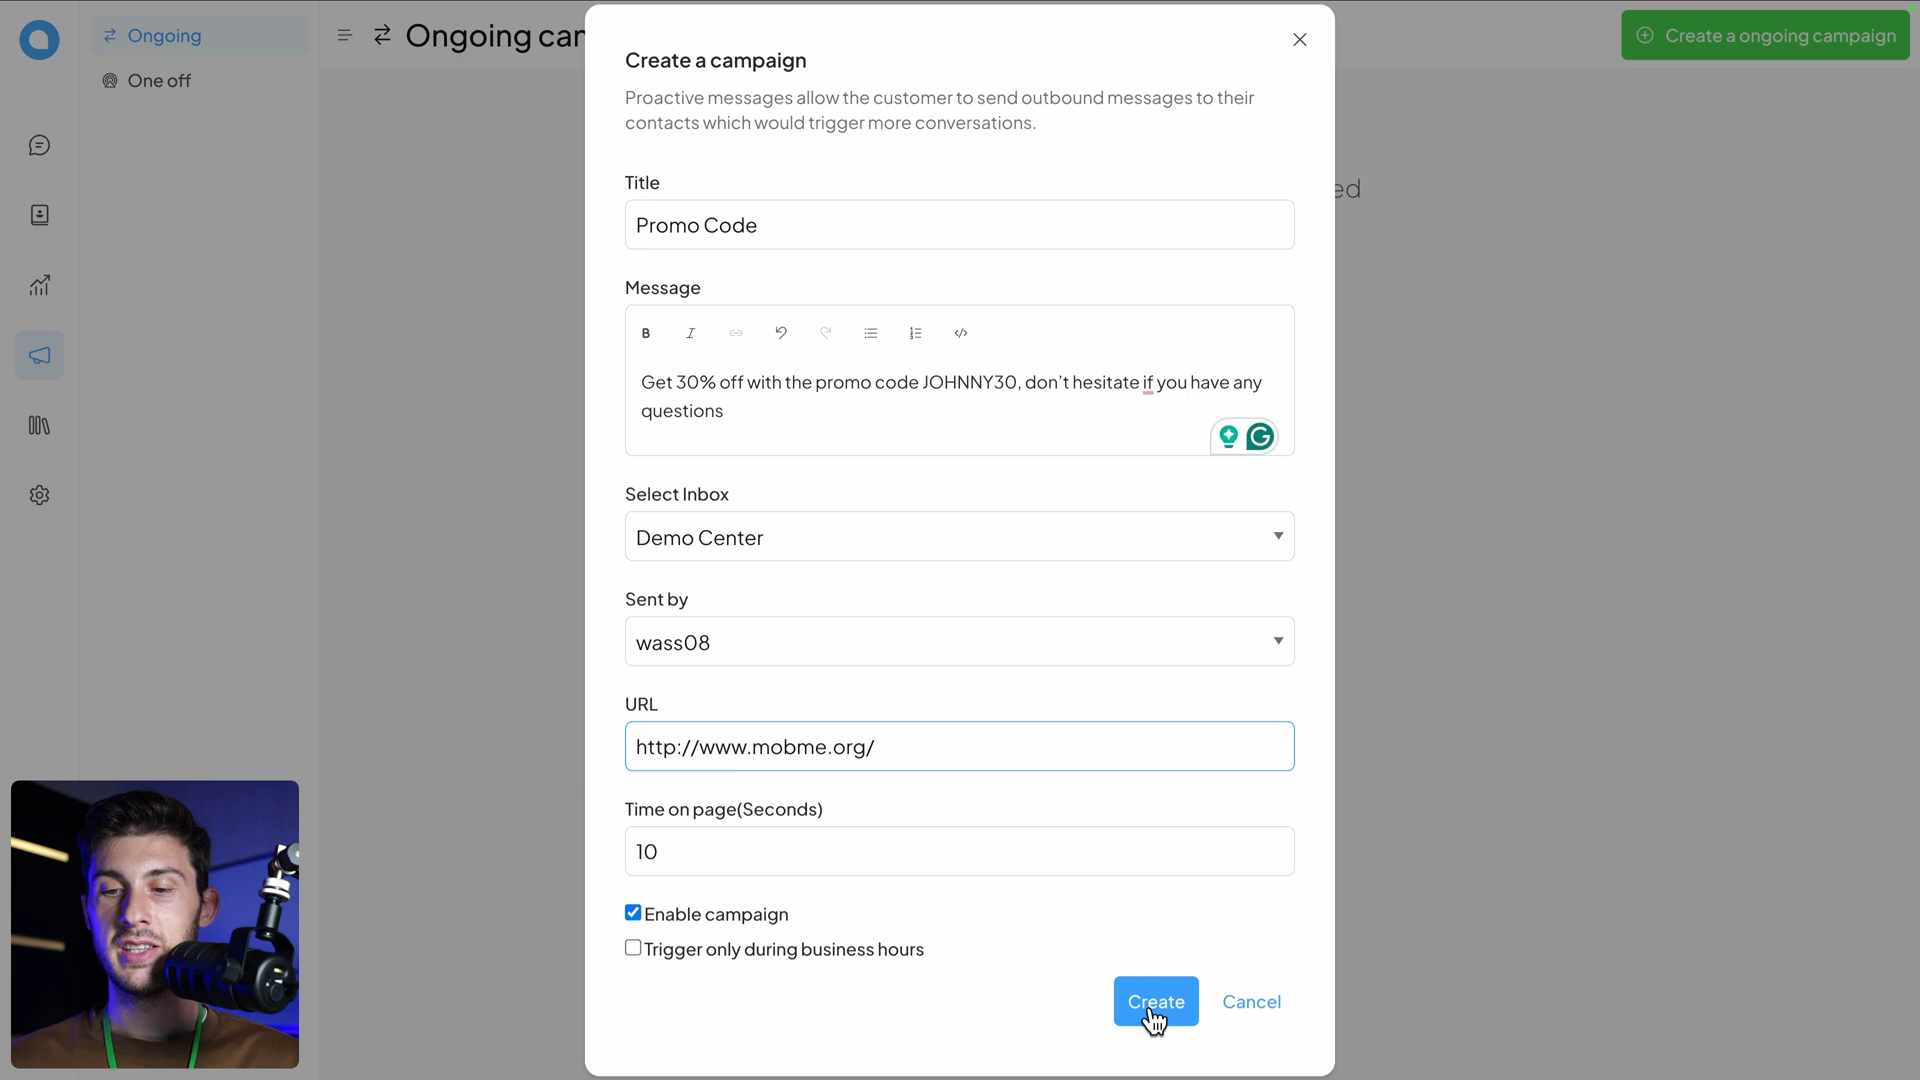 Ongoing
One off
Ongoing can
Create a ongoing campaign
ed
Create a campaign
Proactive messages allow the customer to send outbound messages to their
contacts which would trigger more conversations.
Title
Promo Code
Message
B I
Get 30% off with the promo code JOHNNY30, don't hesitate if you have any
questions
Select Inbox
Demo Center
Sent by
wass08
URL
http://www.mobme.org/
Time on page(Seconds)
10
Enable campaign
Trigger only during business hours
Create
Cancel